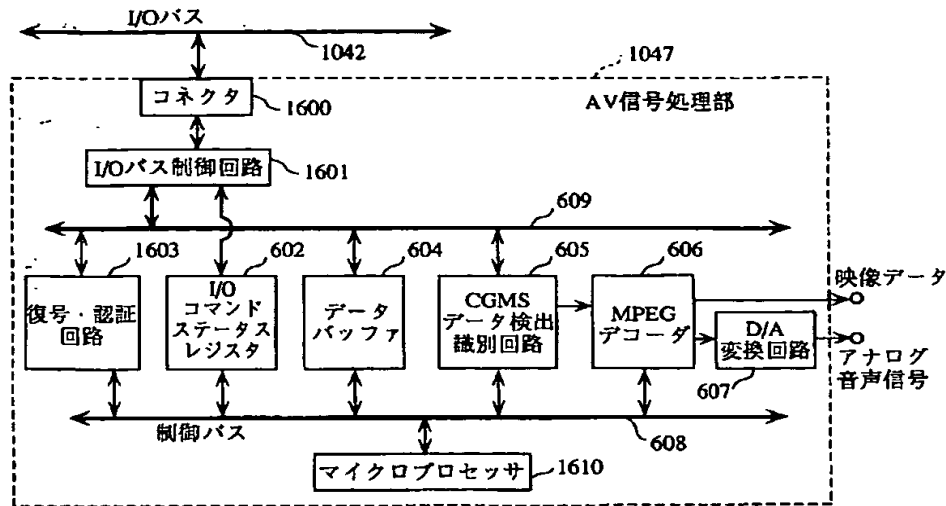 I/Oバス
1042
1047
コネクタ
1600
AV信号処理部
I/Oバス制御回路
1601
609
1603
602
604
605
606
復号・認証
回路
I/O
コマンド
ステータス
レジスタ
データ
バッファ
CGMS
データ検出
識別回路
MPEG
デコーダ
D/A
変換回路
607
映像データ
アナログ
音声信号
制御バス
608
マイクロプロセッサ
1610